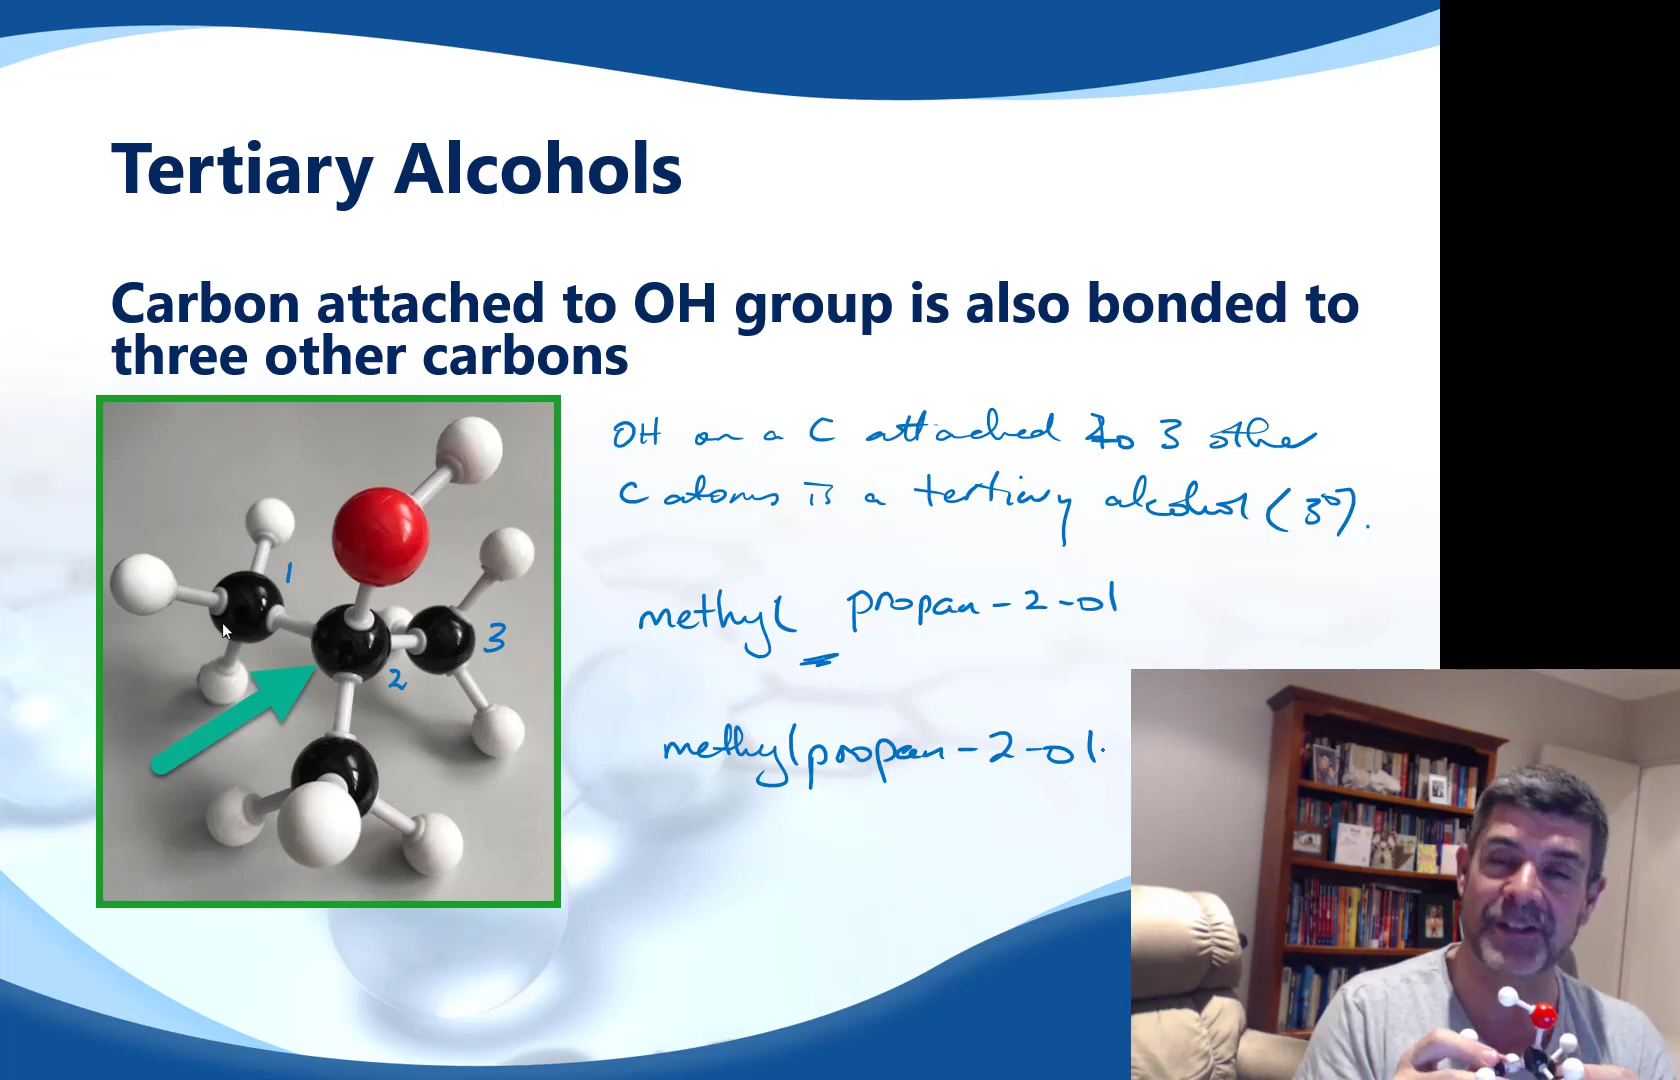 Tertiary Alcohols
Carbon attached to OH group is also bonded to
three other carbons
OH on a C attached to 3 other
C atoms is a tertiary alcohol (3°).
1
2
3
methyl propan-2-ol
methylpropan-2-ol.